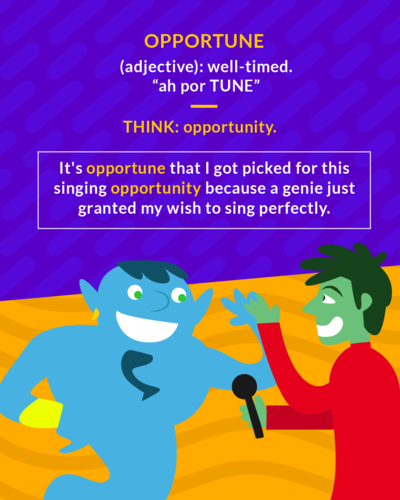 OPPORTUNE
(adjective): well-timed.
“ah por TUNE”
THINK: opportunity.
It's opportune that I got picked for this
singing opportunity because a genie just
granted my wish to sing perfectly.